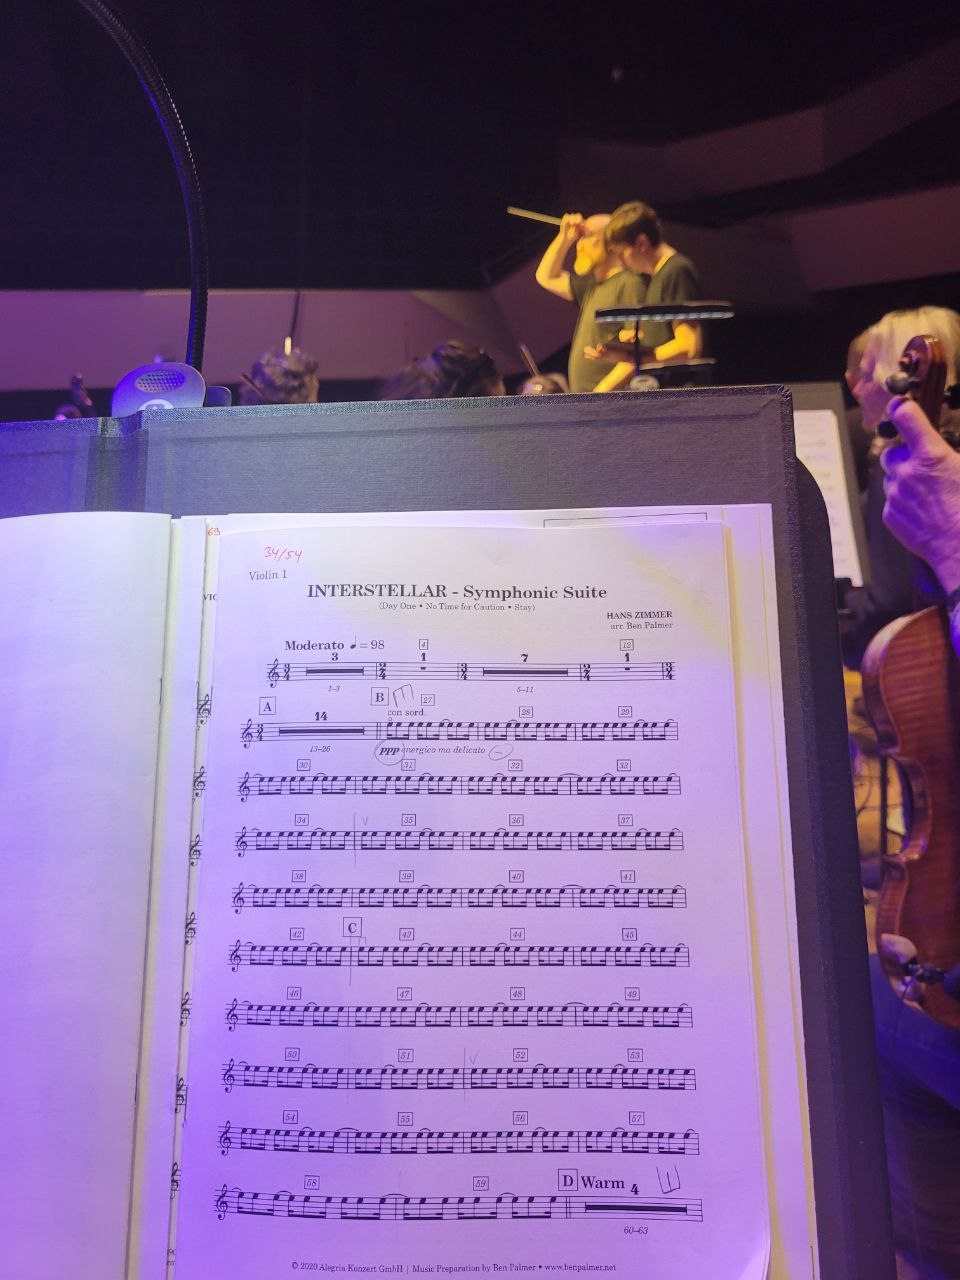 69
34/54
Violin 1
INTERSTELLAR - Symphonic Suite
(Day One • No Time for Caution • Stay)
HANS ZIMMER
arr. Ben Palmer
Moderato ♩ = 98
3 4 1 7 12 1
1–3 5–11
A 14 B con sord. 27 28 29
13–26 ppp energico ma delicato
30 31 32 33
34 35 36 37
38 39 40 41
42 C 43 44 45
46 47 48 49
50 51 52 53
54 55 56 57
58 59 D Warm 4
60–63
© 2020 Alegria Konzert GmbH | Music Preparation by Ben Palmer • www.benpalmer.net